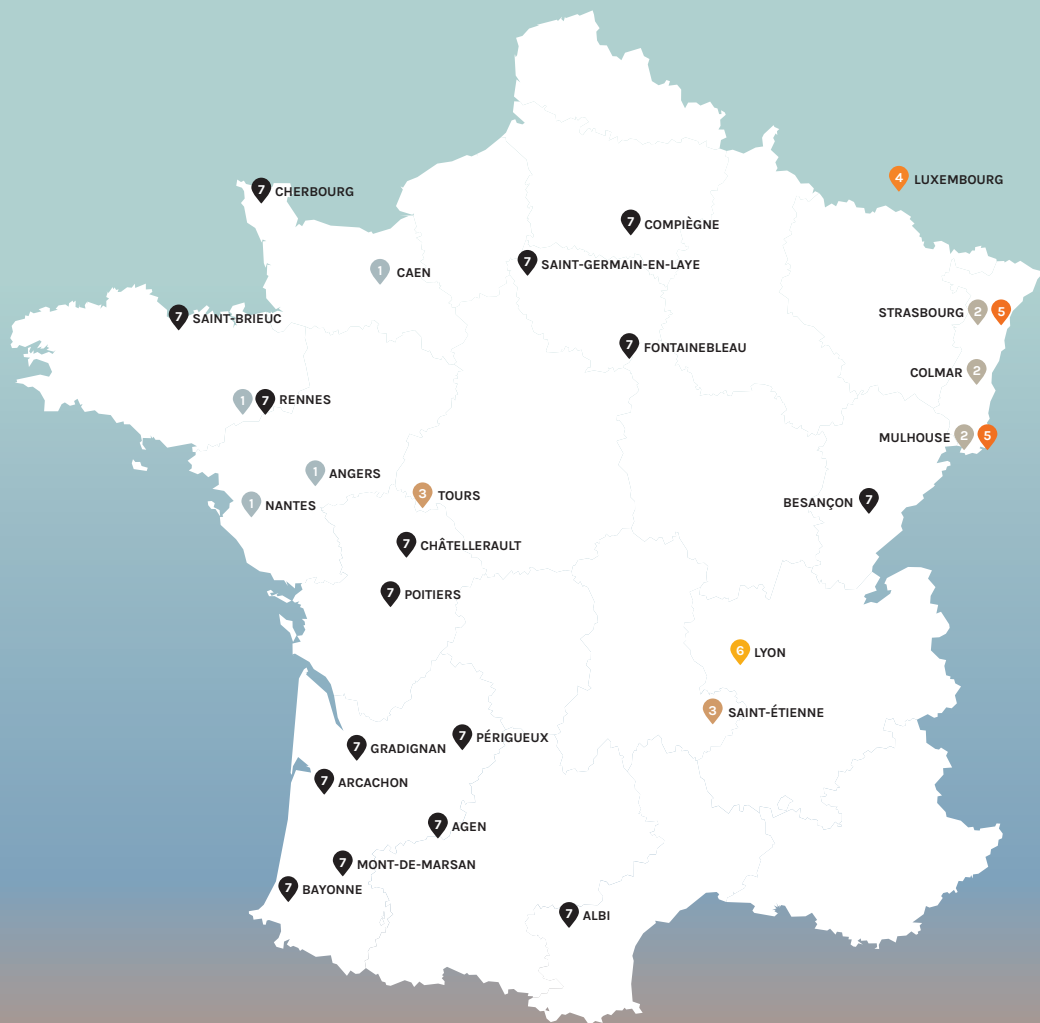 4 LUXEMBOURG
7 CHERBOURG
7 COMPIÈGNE
7 SAINT-GERMAIN-EN-LAYE
1 CAEN
STRASBOURG 2 5
7 SAINT-BRIEUC
7 FONTAINEBLEAU
COLMAR 2
1 7 RENNES
MULHOUSE 2 5
1 ANGERS
3 TOURS
BESANÇON 7
1 NANTES
7 CHÂTELLERAULT
7 POITIERS
6 LYON
3 SAINT-ÉTIENNE
7 PÉRIGUEUX
7 GRADIGNAN
7 ARCACHON
7 AGEN
7 MONT-DE-MARSAN
7 BAYONNE
7 ALBI